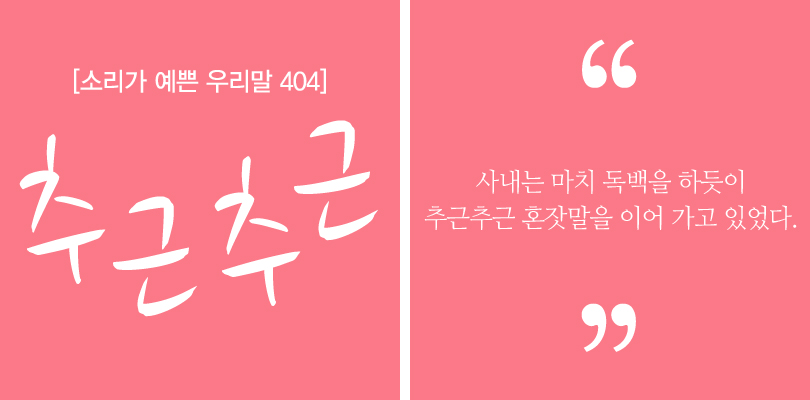 [소리가 예쁜 우리말 404]
추근추근
“
사내는 마치 독백을 하듯이
추근추근 혼잣말을 이어 가고 있었다.
”